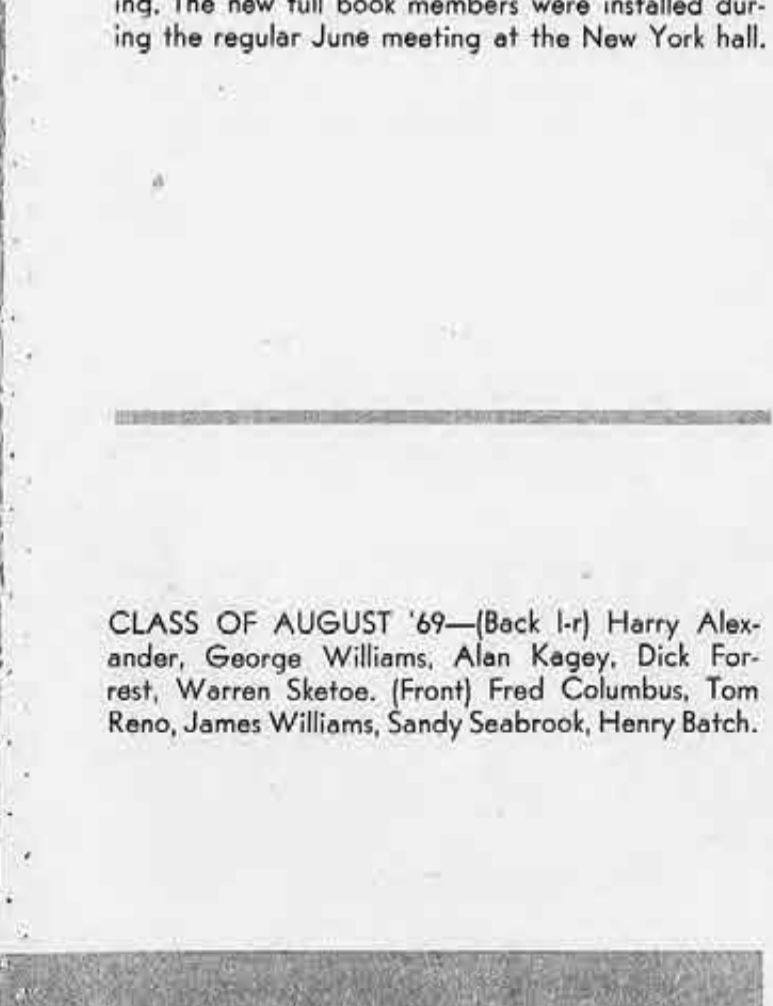 ing. The new full book members were installed dur-
ing the regular June meeting at the New York hall.
CLASS OF AUGUST '69—(Back l-r) Harry Alex-
ander, George Williams, Alan Kagey, Dick For-
rest, Warren Sketoe. (Front) Fred Columbus, Tom
Reno, James Williams, Sandy Seabrook, Henry Batch.